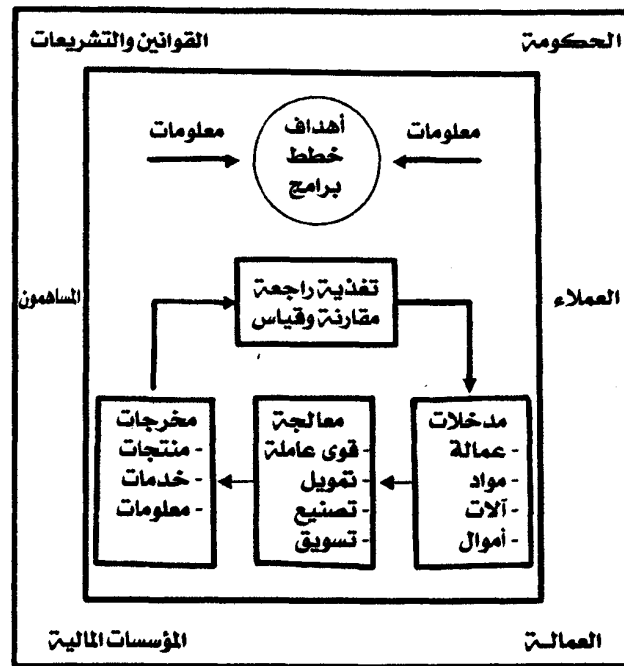 الحكومة
القوانين والتشريعات
أهداف
معلومات
معلومات
خطط
برامج
تغذية راجعة
مقارنة وقياس
العملاء
المساهمون
مدخلات
- عمالة
- مواد
- آلات
- أموال
معالجة
- قوى عاملة
- تمويل
- تصنيع
- تسويق
مخرجات
- منتجات
- خدمات
- معلومات
العمالة
المؤسسات المالية